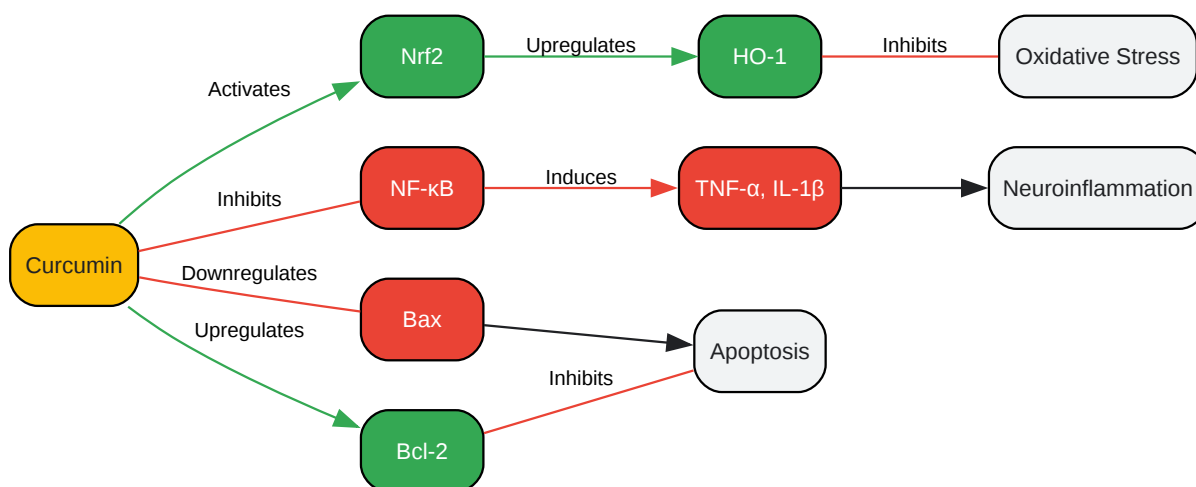 Nrf2
Upregulates
HO-1
Inhibits
Oxidative Stress
Activates
NF-κB
Induces
TNF-α, IL-1β
Neuroinflammation
Inhibits
Curcumin
Downregulates
Bax
Upregulates
Apoptosis
Inhibits
Bcl-2